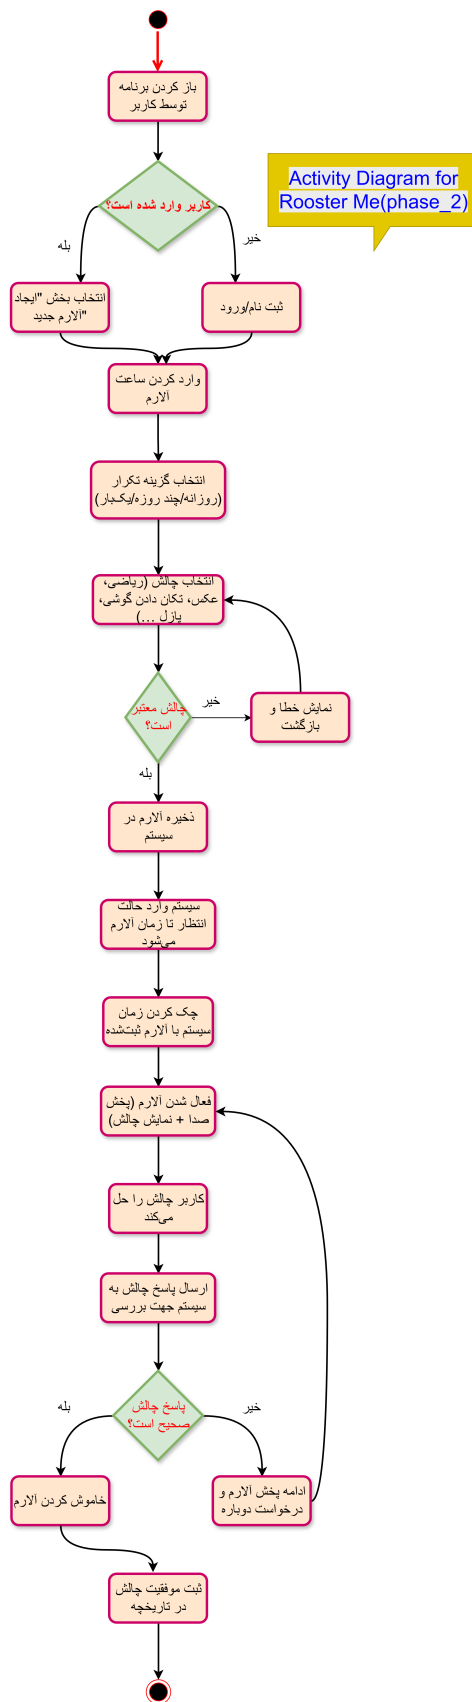 باز کردن برنامه
توسط کاربر
Activity Diagram for
Rooster Me(phase_2)
کاربر وارد شده است؟
بله
خیر
انتخاب بخش "ایجاد
آلارم جدید"
ثبت نام/ورود
وارد کردن ساعت
آلارم
انتخاب گزینه تکرار
(روزانه/چند روزه/یکبار)
انتخاب چالش (ریاضی،
عکس، تکان دادن گوشی،
پازل ...)
چالش معتبر
است؟
خیر
نمایش خطا و
بازگشت
بله
ذخیره آلارم در
سیستم
سیستم وارد حالت
انتظار تا زمان آلارم
می‌شود
چک کردن زمان
سیستم با آلارم ثبت‌شده
فعال شدن آلارم (پخش
صدا + نمایش چالش)
کاربر چالش را حل
می‌کند
ارسال پاسخ چالش به
سیستم جهت بررسی
پاسخ چالش
صحیح است؟
بله
خیر
خاموش کردن آلارم
ادامه پخش آلارم و
درخواست دوباره
ثبت موفقیت چالش
در تاریخچه